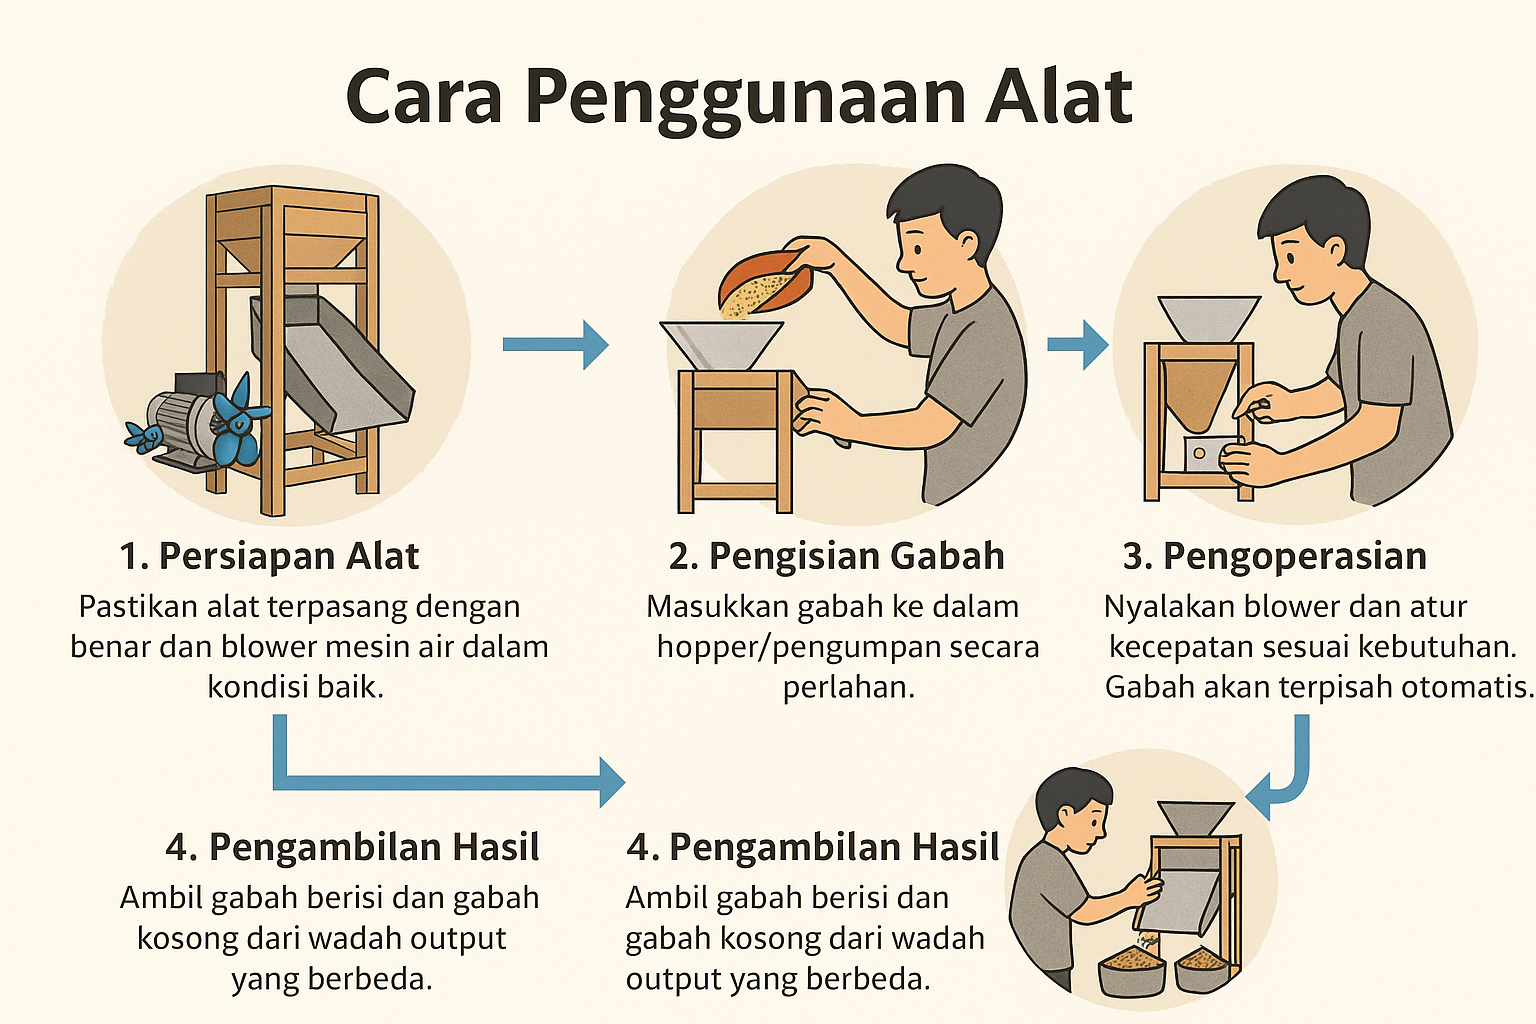 Cara Penggunaan Alat
1. Persiapan Alat
Pastikan alat terpasang dengan
benar dan blower mesin air dalam
kondisi baik.
2. Pengisian Gabah
Masukkan gabah ke dalam
hopper/pengumpan secara
perlahan.
3. Pengoperasian
Nyalakan blower dan atur
kecepatan sesuai kebutuhan.
Gabah akan terpisah otomatis.
4. Pengambilan Hasil
Ambil gabah berisi dan gabah
kosong dari wadah output
yang berbeda.
4. Pengambilan Hasil
Ambil gabah berisi dan
gabah kosong dari wadah
output yang berbeda.